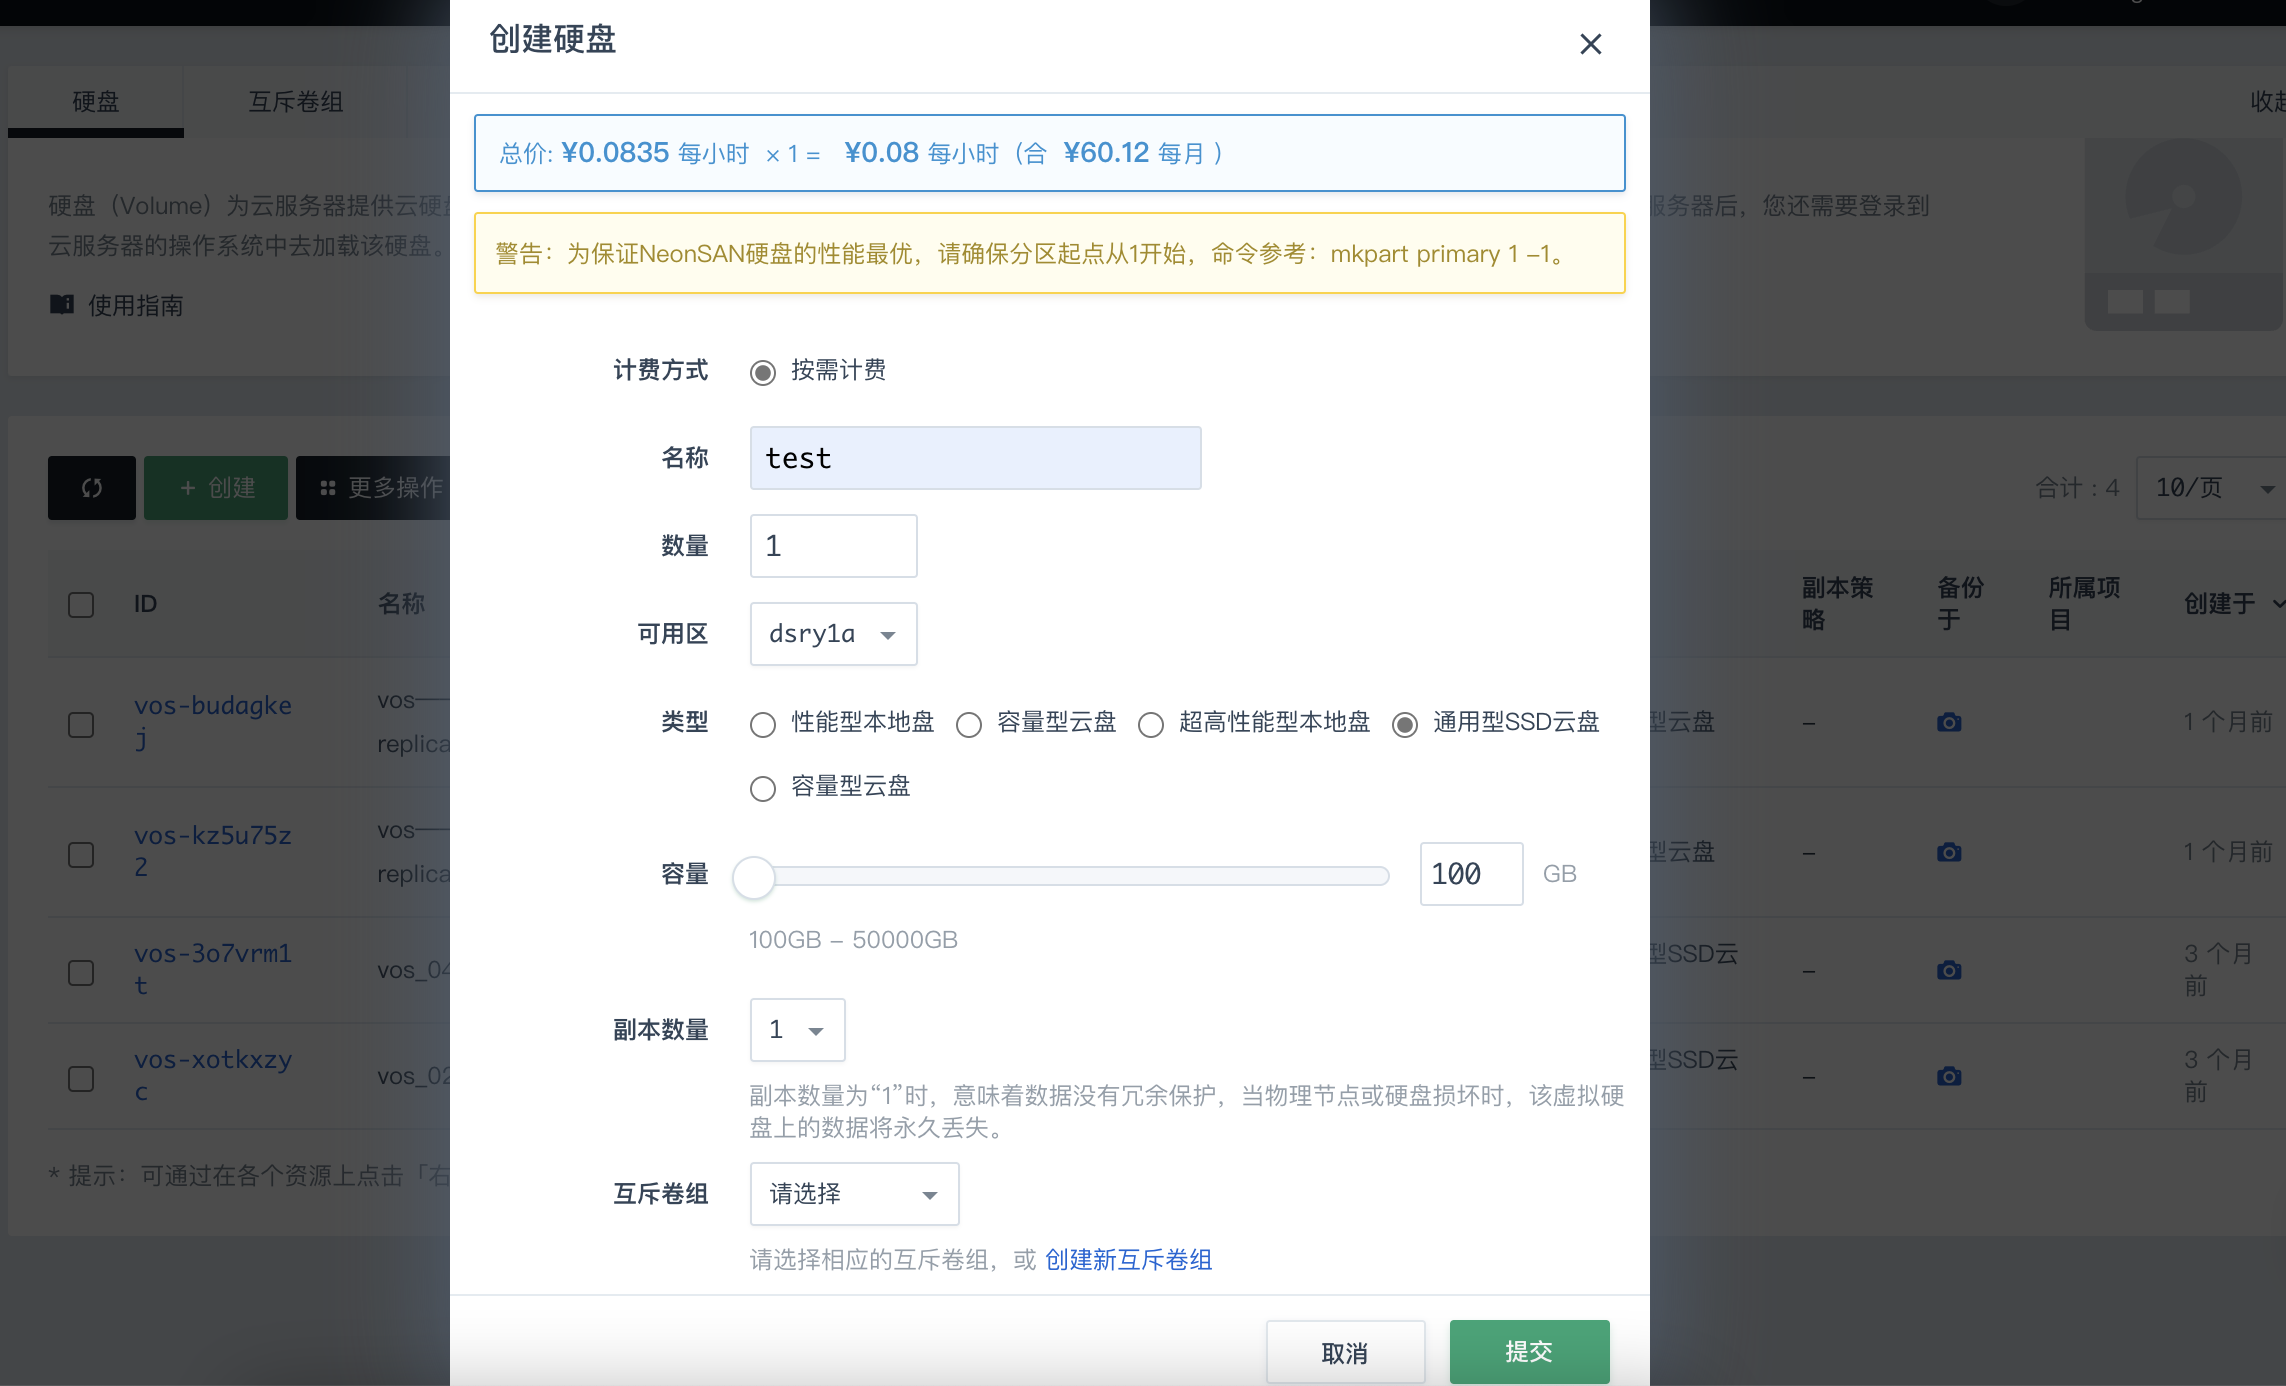 创建硬盘
硬盘
互斥卷组
总价: ¥0.0835 每小时 × 1 = ¥0.08 每小时（合 ¥60.12 每月 ）
硬盘（Volume）为云服务器提供云硬盘
服务器后，您还需要登录到
云服务器的操作系统中去加载该硬盘。
警告：为保证NeonSAN硬盘的性能最优，请确保分区起点从1开始，命令参考：mkpart primary 1 -1。
使用指南
计费方式
按需计费
名称
test
+ 创建
更多操作
合计 : 4
10/页
数量
1
ID
名称
副本策略
备份于
所属项目
创建于
可用区
dsry1a
类型
性能型本地盘
容量型云盘
超高性能型本地盘
通用型SSD云盘
容量型云盘
vos-budagkej
replica
型云盘
–
1 个月前
容量
100
GB
100GB – 50000GB
vos-kz5u75z2
replica
型云盘
–
1 个月前
vos-3o7vrm1t
vos_04
型SSD云
–
3 个月前
副本数量
1
副本数量为“1”时，意味着数据没有冗余保护，当物理节点或硬盘损坏时，该虚拟硬
盘上的数据将永久丢失。
vos-xotkxzyc
vos_02
型SSD云
–
3 个月前
* 提示：可通过在各个资源上点击「右
互斥卷组
请选择
请选择相应的互斥卷组，或 创建新互斥卷组
取消
提交